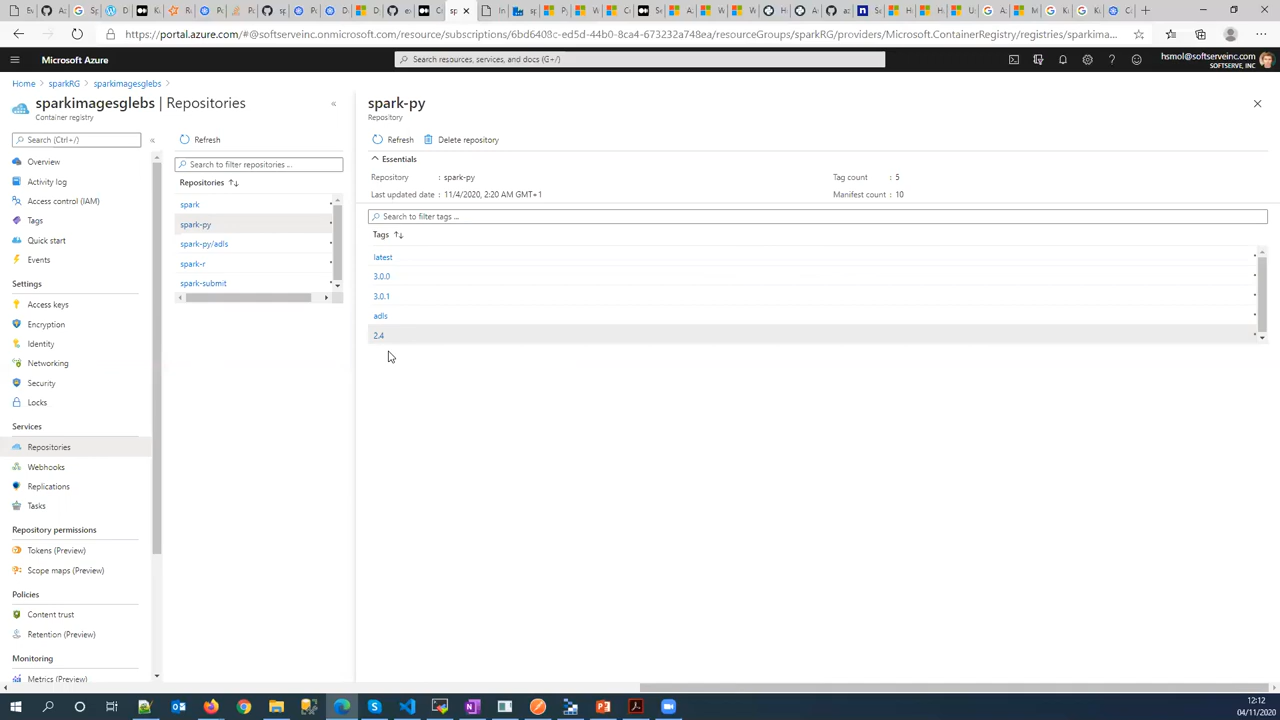 https://portal.azure.com/#@softserveinc.onmicrosoft.com/resource/subscriptions/6bd6408c-ed5d-44b0-8ca4-673232a748ea/resourceGroups/sparkRG/providers/Microsoft.ContainerRegistry/registries/sparkima...
Microsoft Azure
Search resources, services, and docs (G+/)
hsmol@softserveinc.com
SOFTSERVE, INC
Home > sparkRG > sparkimagesglebs
sparkimagesglebs | Repositories
Container registry
Search (Ctrl+/)
Overview
Activity log
Access control (IAM)
Tags
Quick start
Events
Settings
Access keys
Encryption
Identity
Networking
Security
Locks
Services
Repositories
Webhooks
Replications
Tasks
Repository permissions
Tokens (Preview)
Scope maps (Preview)
Policies
Content trust
Retention (Preview)
Monitoring
Metrics (Preview)
Refresh
Search to filter repositories ...
Repositories
spark
spark-py
spark-py/adls
spark-r
spark-submit
spark-py
Repository
Refresh
Delete repository
Essentials
Repository : spark-py
Tag count : 5
Last updated date : 11/4/2020, 2:20 AM GMT+1
Manifest count : 10
Search to filter tags ...
Tags
latest
3.0.0
3.0.1
adls
2.4
12:12
04/11/2020